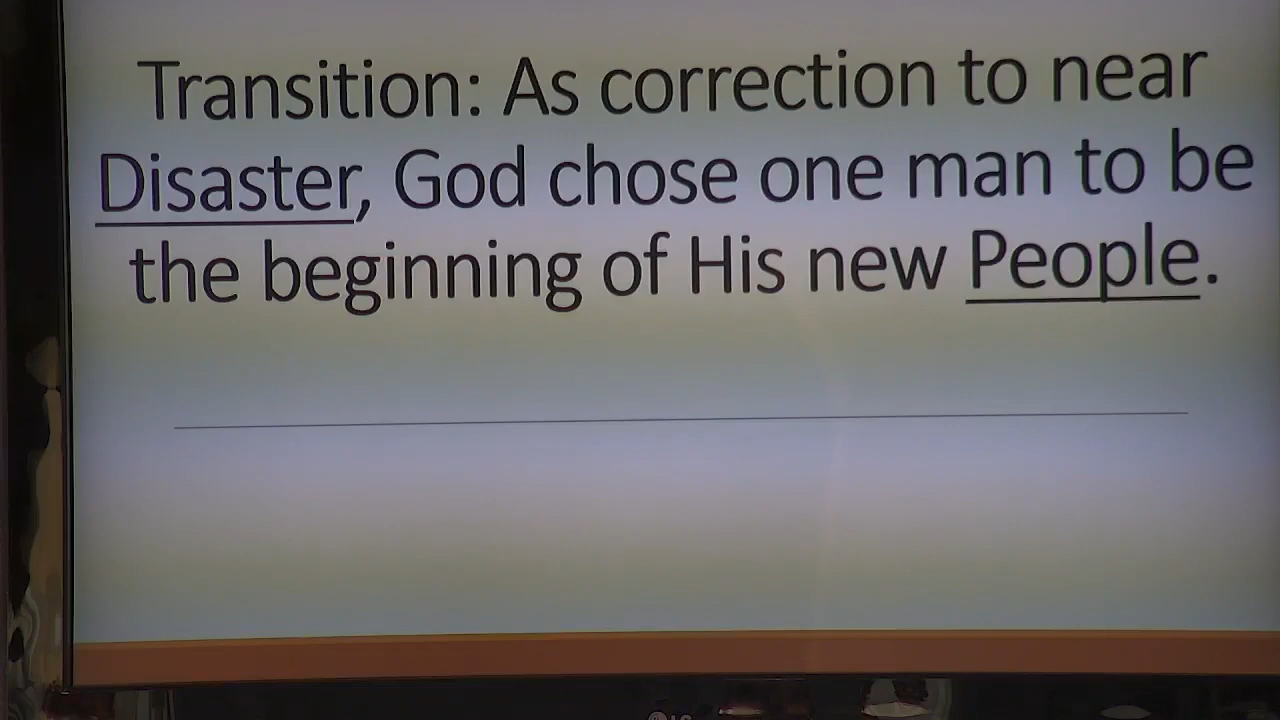 Transition: As correction to near
Disaster, God chose one man to be
the beginning of His new People.